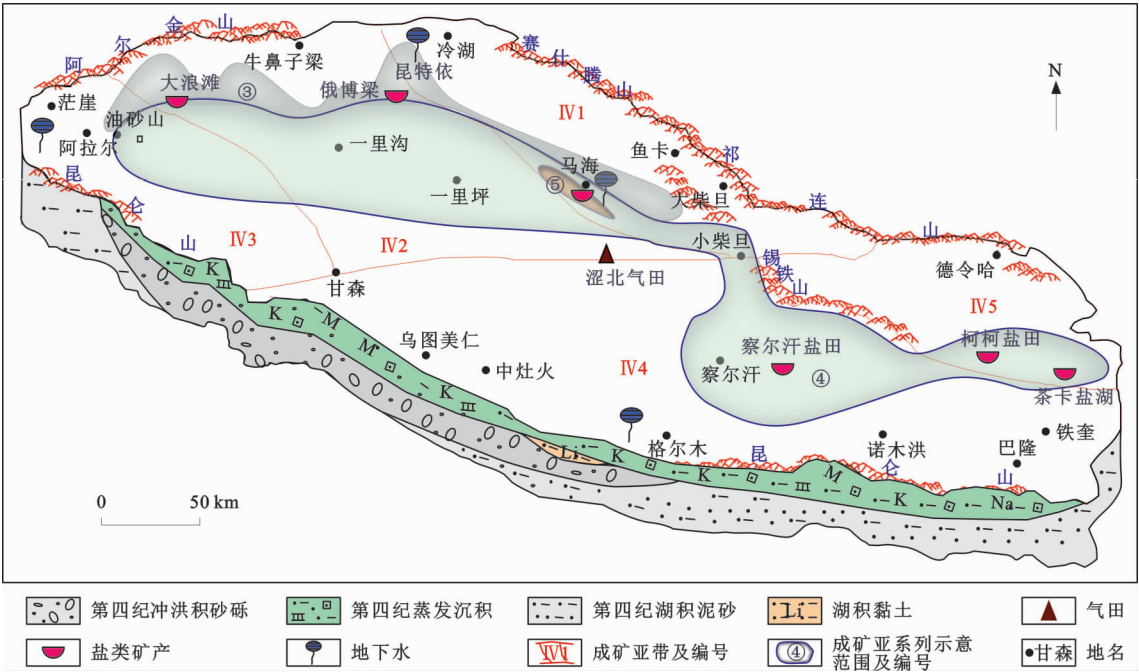 阿尔金山
牛鼻子梁
冷湖
赛什腾山
N
大浪滩
③
俄博梁
昆特依
茫崖
油砂山
阿拉尔
一里沟
IV1
鱼卡
祁连山
马海
⑤
大柴旦
一里坪
昆仑山
IV3
IV2
小柴旦
涩北气田
锡铁山
德令哈
甘森
IV5
K
K
M
M
K
乌图美仁
中灶火
IV4
察尔汗盐田
察尔汗
④
柯柯盐田
茶卡盐湖
格尔木
昆仑山
诺木洪
巴隆
铁奎
Li
K
K
M
K
Na
0 50 km
第四纪冲洪积砂砾
第四纪蒸发沉积
第四纪湖积泥砂
Li 湖积黏土
气田
盐类矿产
地下水
IV1 成矿亚带及编号
④ 成矿亚系列示意
范围及编号
甘森 地名